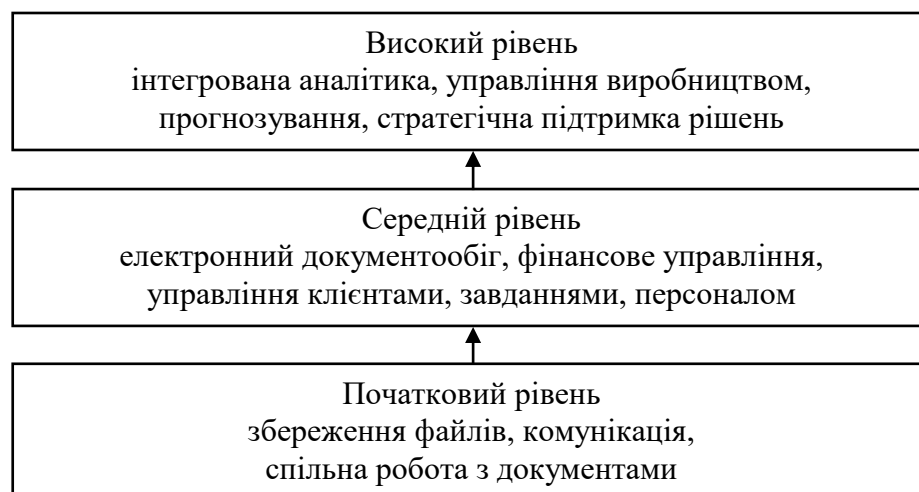 Високий рівень
інтегрована аналітика, управління виробництвом,
прогнозування, стратегічна підтримка рішень
Середній рівень
електронний документообіг, фінансове управління,
управління клієнтами, завданнями, персоналом
Початковий рівень
збереження файлів, комунікація,
спільна робота з документами